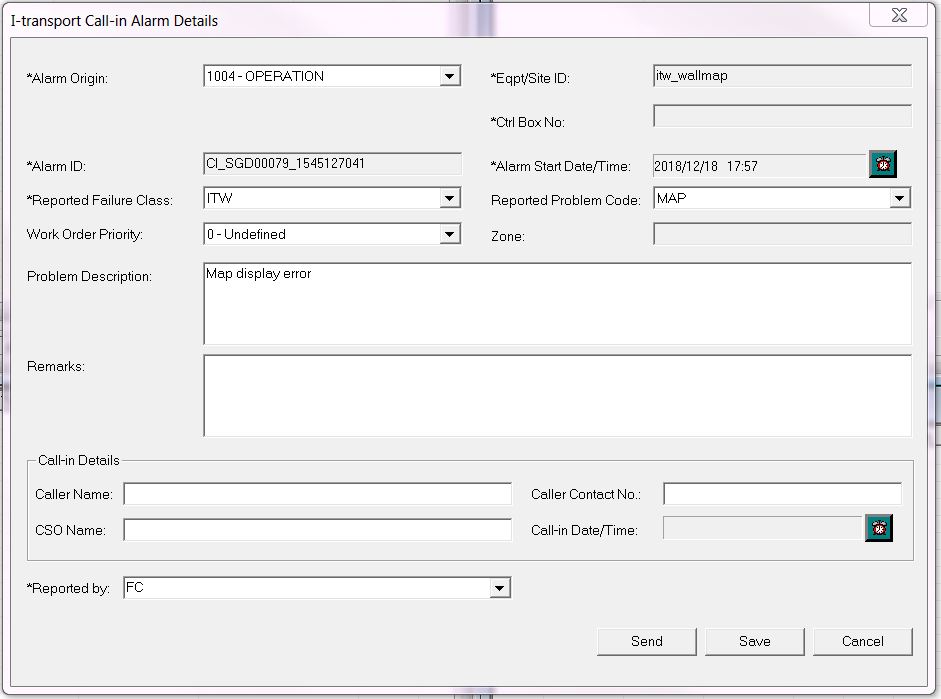 I-transport Call-in Alarm Details
*Alarm Origin: 1004 - OPERATION *Eqpt/Site ID: itw_wallmap
*Ctrl Box No:
*Alarm ID: CI_SGD00079_1545127041 *Alarm Start Date/Time: 2018/12/18 17:57
*Reported Failure Class: ITW Reported Problem Code: MAP
Work Order Priority: 0 - Undefined Zone:
Problem Description: Map display error
Remarks:
Call-in Details
Caller Name: Caller Contact No.:
CSO Name: Call-in Date/Time:
*Reported by: FC
Send Save Cancel